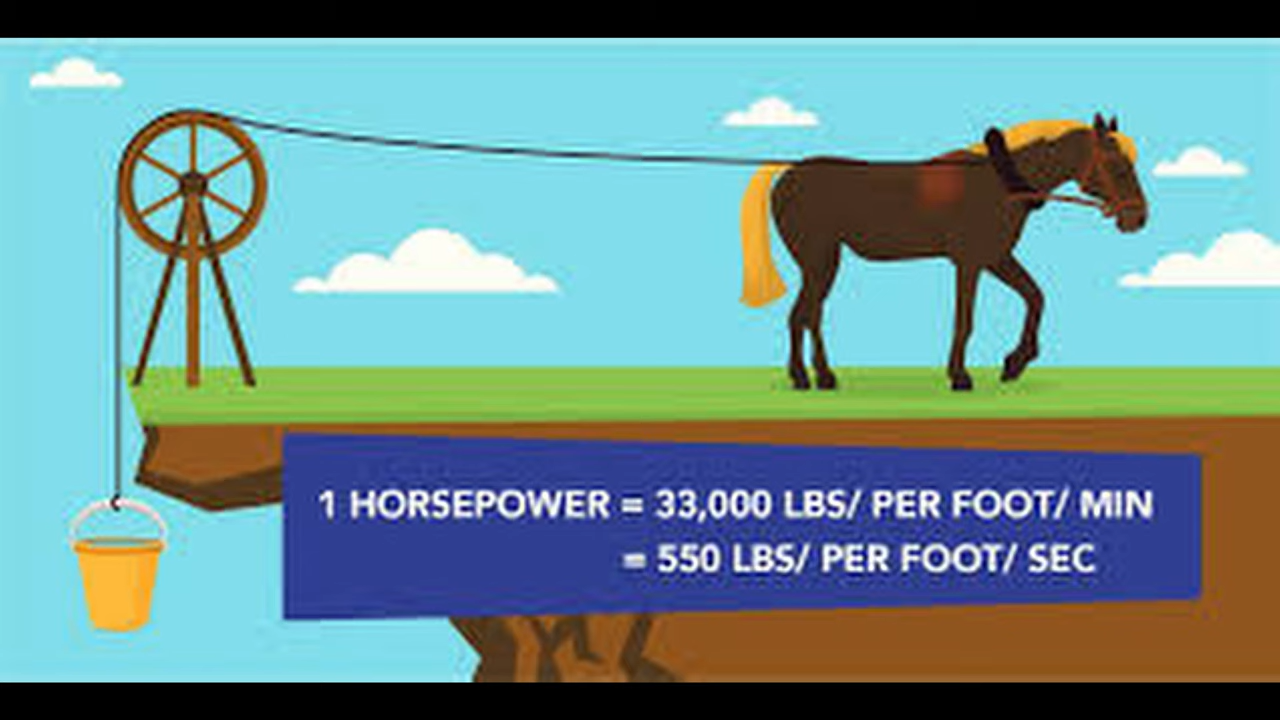 1 HORSEPOWER = 33,000 LBS/ PER FOOT/ MIN
= 550 LBS/ PER FOOT/ SEC